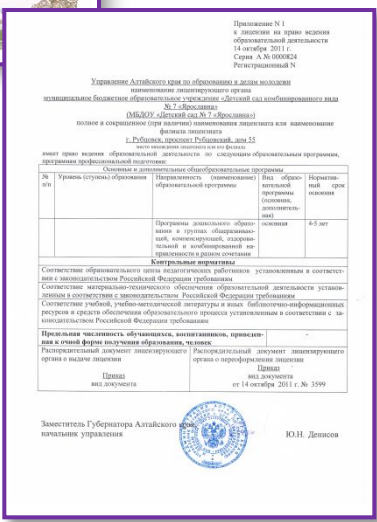 Приложение N 1
к лицензии на право ведения
образовательной деятельности
14 октября 2011 г.
Серия А № 0000824
Регистрационный N
Управление Алтайского края по образованию и делам молодежи
наименование лицензирующего органа
муниципальное бюджетное образовательное учреждение «Детский сад комбинированного вида
№ 7 «Ярославна»
(МБДОУ «Детский сад № 7 «Ярославна»)
полное и сокращенное (при наличии) наименование лицензиата или наименование
филиала лицензиата
г. Рубцовск, проспект Рубцовский, дом 55
место нахождения лицензиата или его филиала
имеет право ведения образовательной деятельности по следующим образовательным программам,
программам профессиональной подготовки:
Основные и дополнительные общеобразовательные программы
№ п/п
Уровень (ступень) образования
Направленность (наименование) образовательной программы
Вид образовательной программы (основная, дополнительная)
Нормативный срок освоения
Программы дошкольного образования в группах общеразвивающей, компенсирующей, оздоровительной и комбинированной направленности в разном сочетании
основная
4-5 лет
Контрольные нормативы
Соответствие образовательного ценза педагогических работников установленным в соответствии с законодательством Российской Федерации требованиям
Соответствие материально-технического обеспечения образовательной деятельности установленным в соответствии с законодательством Российской Федерации требованиям
Соответствие учебной, учебно-методической литературы и иных библиотечно-информационных
ресурсов и средств обеспечения образовательного процесса установленным в соответствии с законодательством Российской Федерации требованиям
Предельная численность обучающихся, воспитанников, приведенная к очной форме получения образования, человек
-
Распорядительный документ лицензирующего органа о выдаче лицензии
Приказ
вид документа
Распорядительный документ лицензирующего органа о переоформлении лицензии
Приказ
вид документа
от 14 октября 2011 г. № 3599
Заместитель Губернатора Алтайского края,
начальник управления
Ю.Н. Денисов